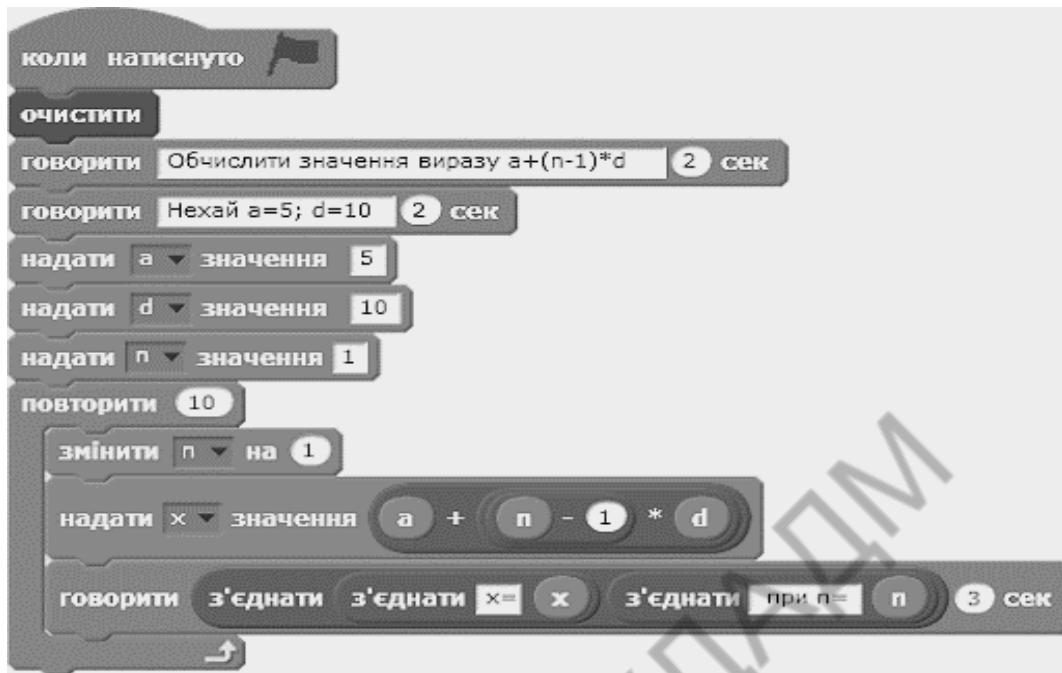 коли натиснуто
очистити
говорити Обчислити значення виразу a+(n-1)*d 2 сек
говорити Нехай a=5; d=10 2 сек
надати a значення 5
надати d значення 10
надати n значення 1
повторити 10
змінити n на 1
надати x значення a + n - 1 * d
говорити з'єднати з'єднати x= x з'єднати при n= n 3 сек